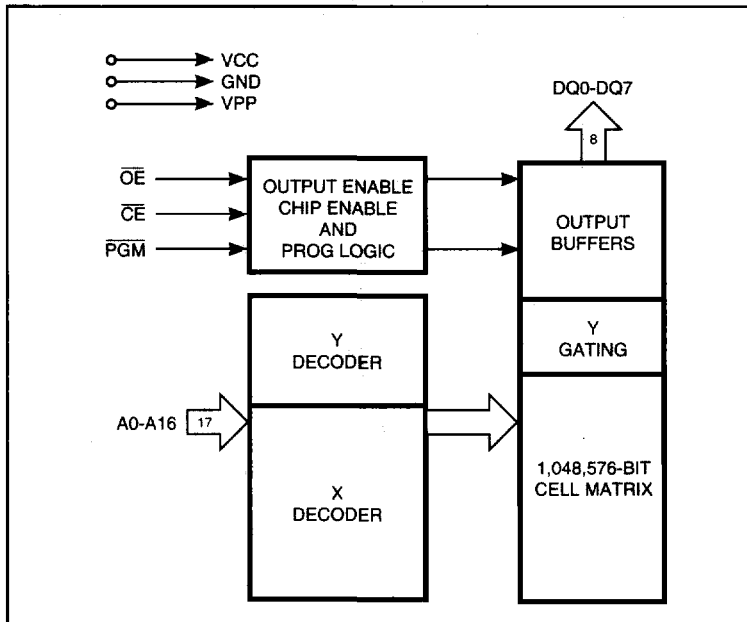 VCC
GND
VPP
DQ0-DQ7
8
OE
CE
PGM
OUTPUT ENABLE
CHIP ENABLE
AND
PROG LOGIC
OUTPUT
BUFFERS
Y
DECODER
Y
GATING
A0-A16
17
X
DECODER
1,048,576-BIT
CELL MATRIX